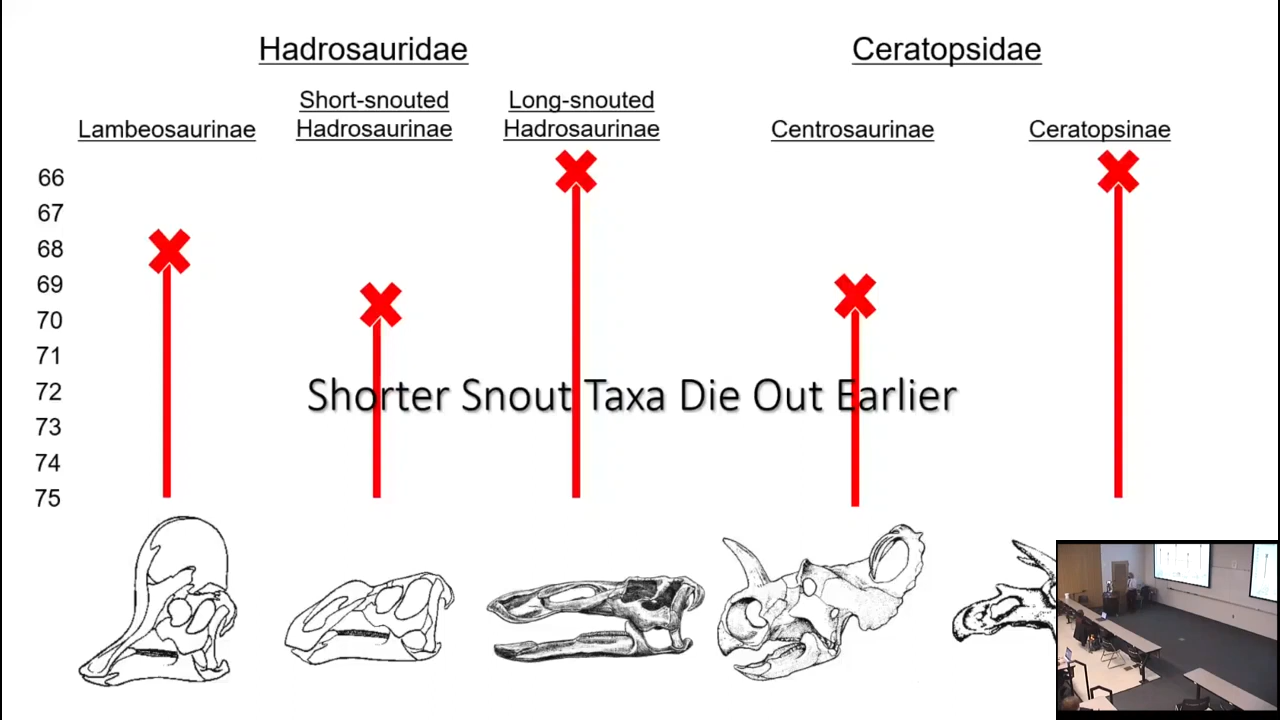 Hadrosauridae
Ceratopsidae
Lambeosaurinae
Short-snouted
Hadrosaurinae
Long-snouted
Hadrosaurinae
Centrosaurinae
Ceratopsinae
66
67
68
69
70
71
72
73
74
75
Shorter Snout Taxa Die Out Earlier